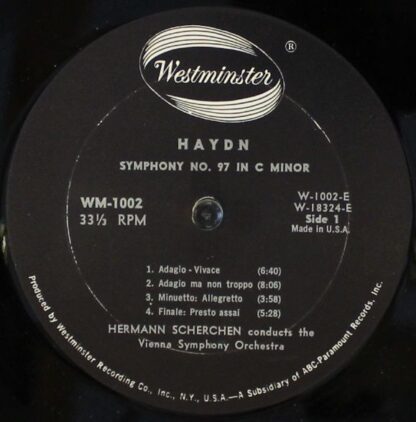 Westminster ®
HAYDN
SYMPHONY NO. 97 IN C MINOR
WM-1002
33⅓ RPM
W-1002-E
W-18324-E
Side 1
Made in U.S.A.
1. Adagio - Vivace (6:40)
2. Adagio ma non troppo (8:06)
3. Minuetto: Allegretto (3:58)
4. Finale: Presto assai (5:28)
HERMANN SCHERCHEN conducts the
Vienna Symphony Orchestra
Produced by Westminster Recording Co., Inc., N.Y., U.S.A.—A Subsidiary of ABC-Paramount Records, Inc.